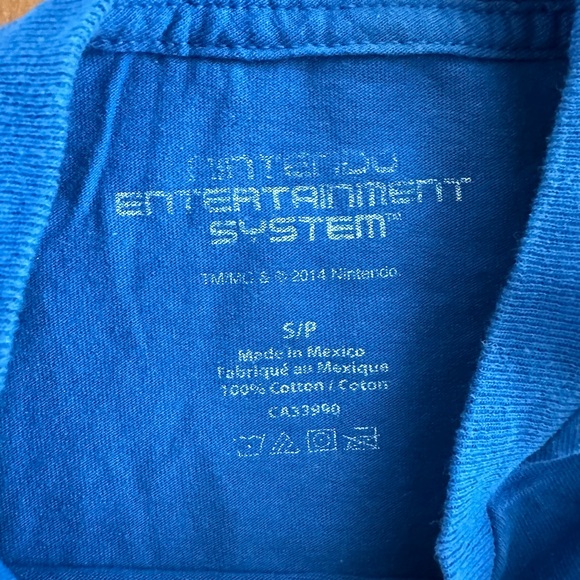 NINTENDO
ENTERTAINMENT
SYSTEM™
TM/MC & © 2014 Nintendo.
S/P
Made in Mexico
Fabriqué au Mexique
100% Cotton / Coton
CA33990